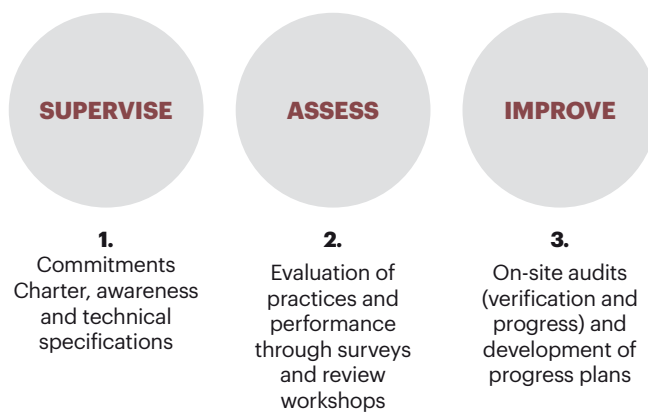 SUPERVISE
ASSESS
IMPROVE
1.
Commitments
Charter, awareness
and technical
specifications
2.
Evaluation of
practices and
performance
through surveys
and review
workshops
3.
On-site audits
(verification and
progress) and
development of
progress plans